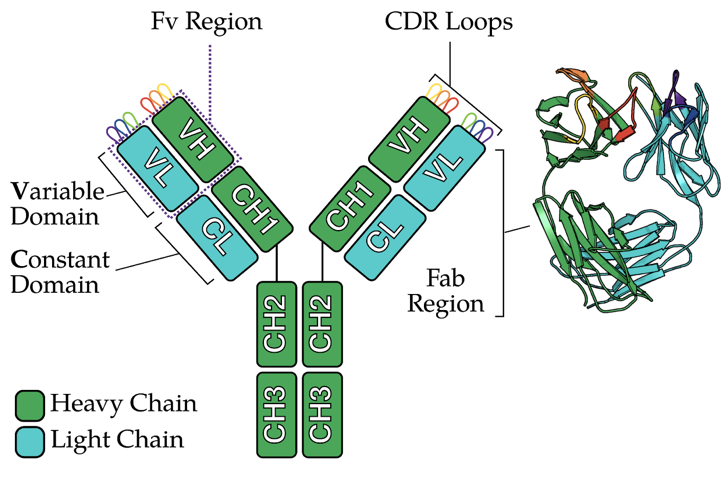 Fv Region
CDR Loops
VH
VL
CH1
CL
VH
VL
CH1
CL
Variable
Domain
Constant
Domain
Fab
Region
CH2
CH2
CH3
CH3
Heavy Chain
Light Chain